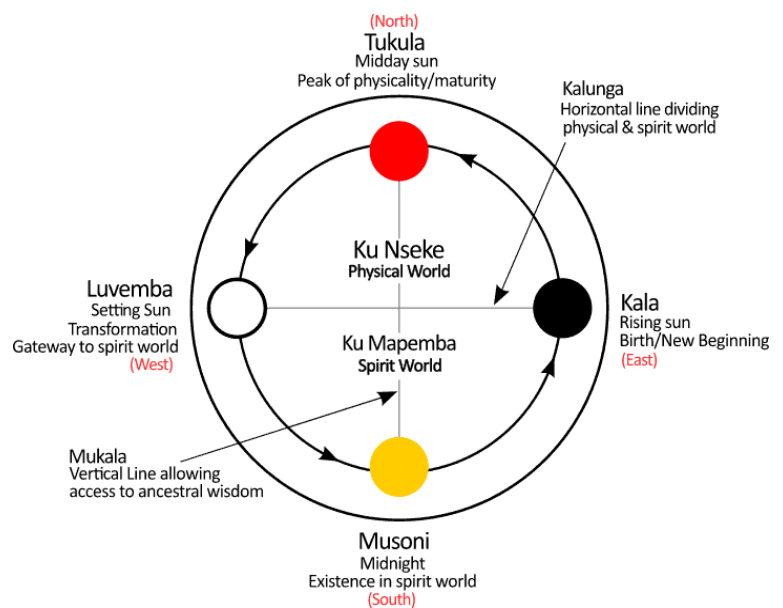 (North)
Tukula
Midday sun
Peak of physicality/maturity
Kalunga
Horizontal line dividing
physical & spirit world
Ku Nseke
Physical World
Luvemba
Setting Sun
Transformation
Gateway to spirit world
(West)
Kala
Rising sun
Birth/New Beginning
(East)
Ku Mapemba
Spirit World
Mukala
Vertical Line allowing
access to ancestral wisdom
Musoni
Midnight
Existence in spirit world
(South)